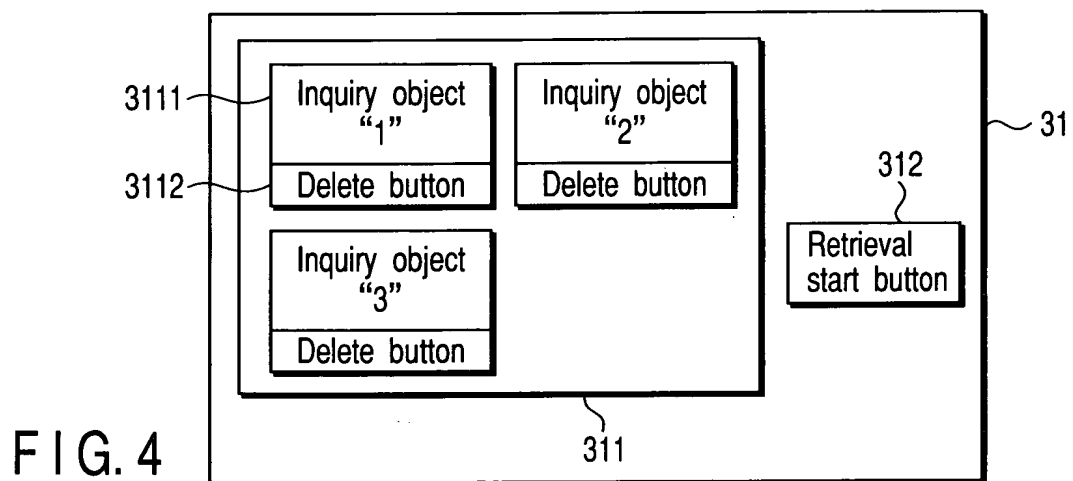 3111
Inquiry object
“1”
3112
Delete button
Inquiry object
“2”
Delete button
Inquiry object
“3”
Delete button
311
312
Retrieval
start button
31
FIG. 4